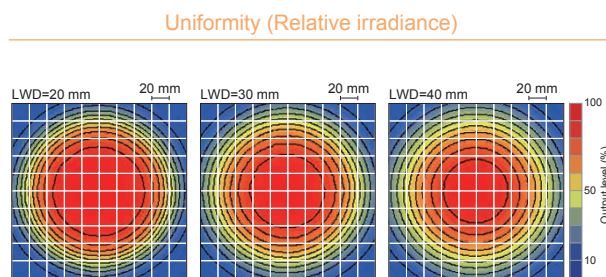 Uniformity (Relative irradiance)
LWD=20 mm
20 mm
LWD=30 mm
20 mm
LWD=40 mm
20 mm
100
50
10
Output level (%)